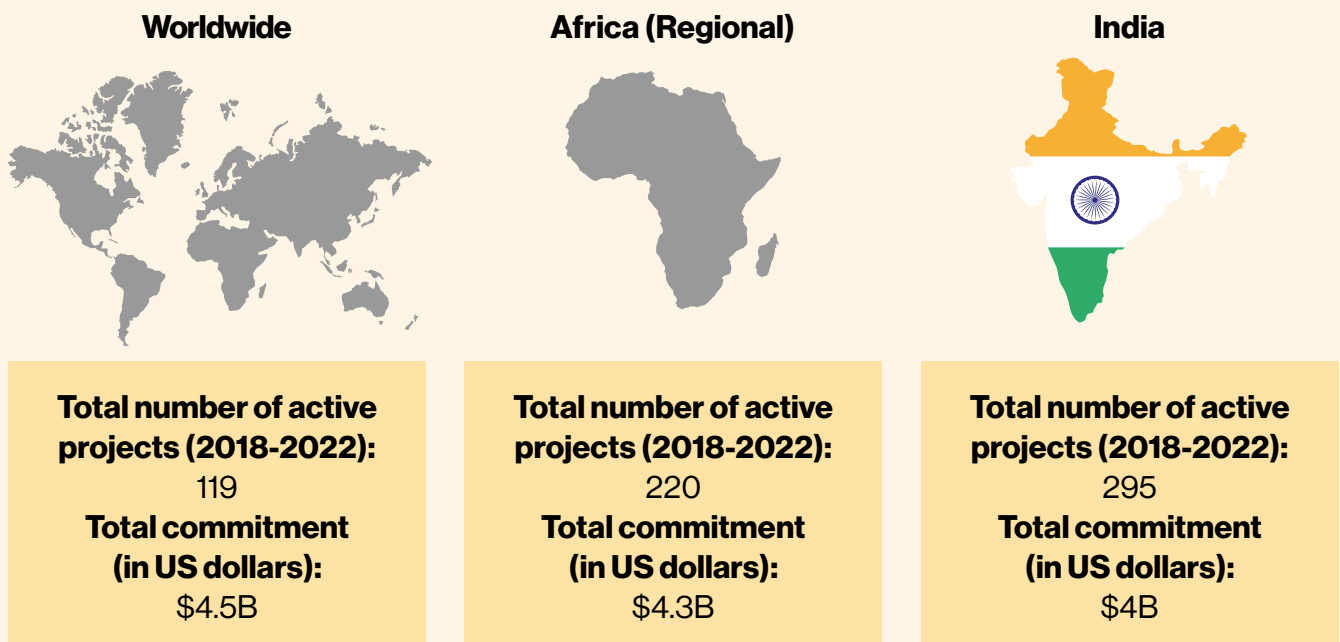 Worldwide
Total number of active
projects (2018-2022):
119
Total commitment
(in US dollars):
$4.5B
Africa (Regional)
Total number of active
projects (2018-2022):
220
Total commitment
(in US dollars):
$4.3B
India
Total number of active
projects (2018-2022):
295
Total commitment
(in US dollars):
$4B